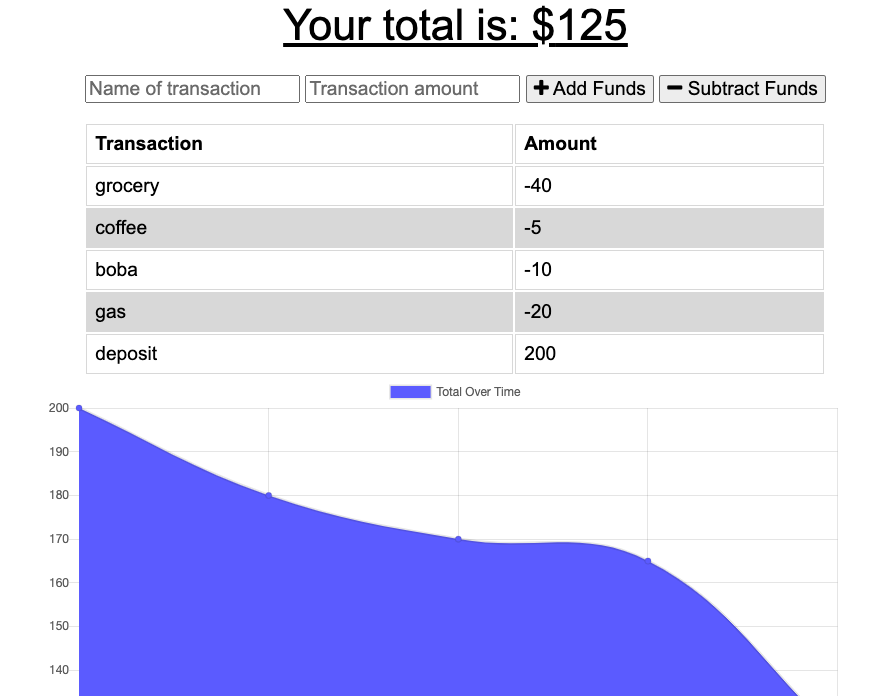 Your total is: $125
Name of transaction Transaction amount Add Funds Subtract Funds
Transaction Amount
grocery -40
coffee -5
boba -10
gas -20
deposit 200
Total Over Time
200
190
180
170
160
150
140